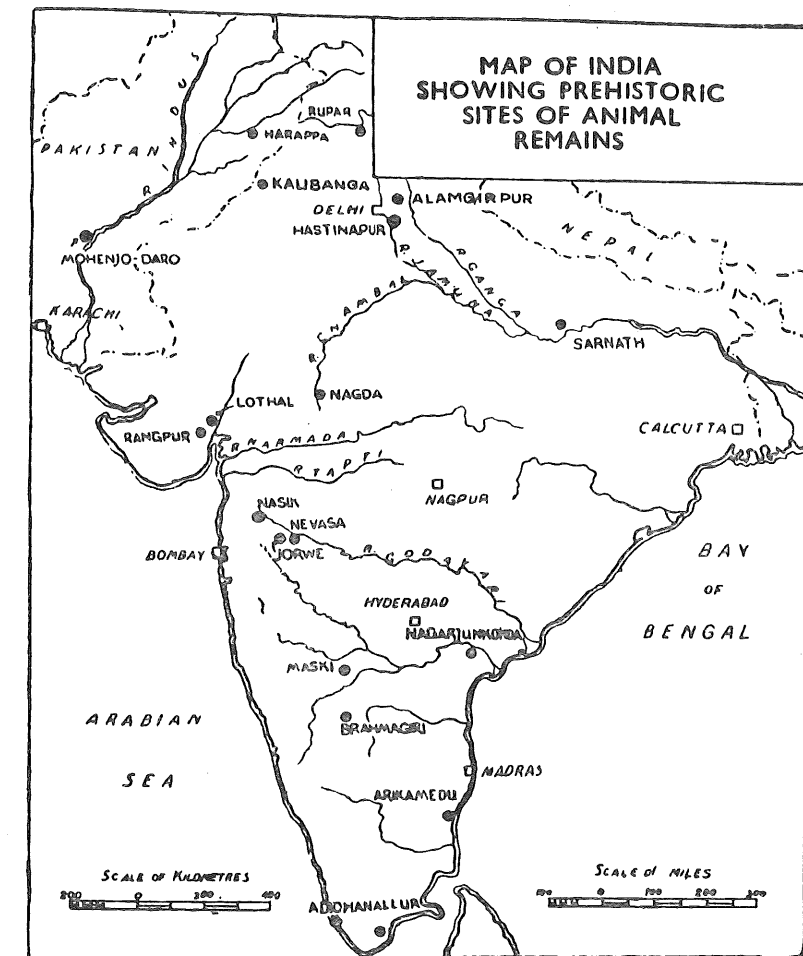 MAP OF INDIA
SHOWING PREHISTORIC
SITES OF ANIMAL
REMAINS
R INDUS
RUPAR
HARAPPA
PAKISTAN
KALIBANGA
ALAMGIRPUR
DELHI
HASTINAPUR
NEPAL
MOHENJO-DARO
R JAMUNA
R GANGA
KARACHI
R CHAMBAL
SARNATH
LOTHAL
NAGDA
RANGPUR
CALCUTTA
R NARMADA
R TAPTI
NAGPUR
NASIK
NEVASA
JORWE
BOMBAY
BAY
OF
BENGAL
HYDERABAD
MASKI
ARABIAN
SEA
BRAHMAGIRI
MADRAS
ARIKAMEDU
SCALE OF KILOMETRES
200 0 200 400
SCALE of MILES
100 0 100 200 300